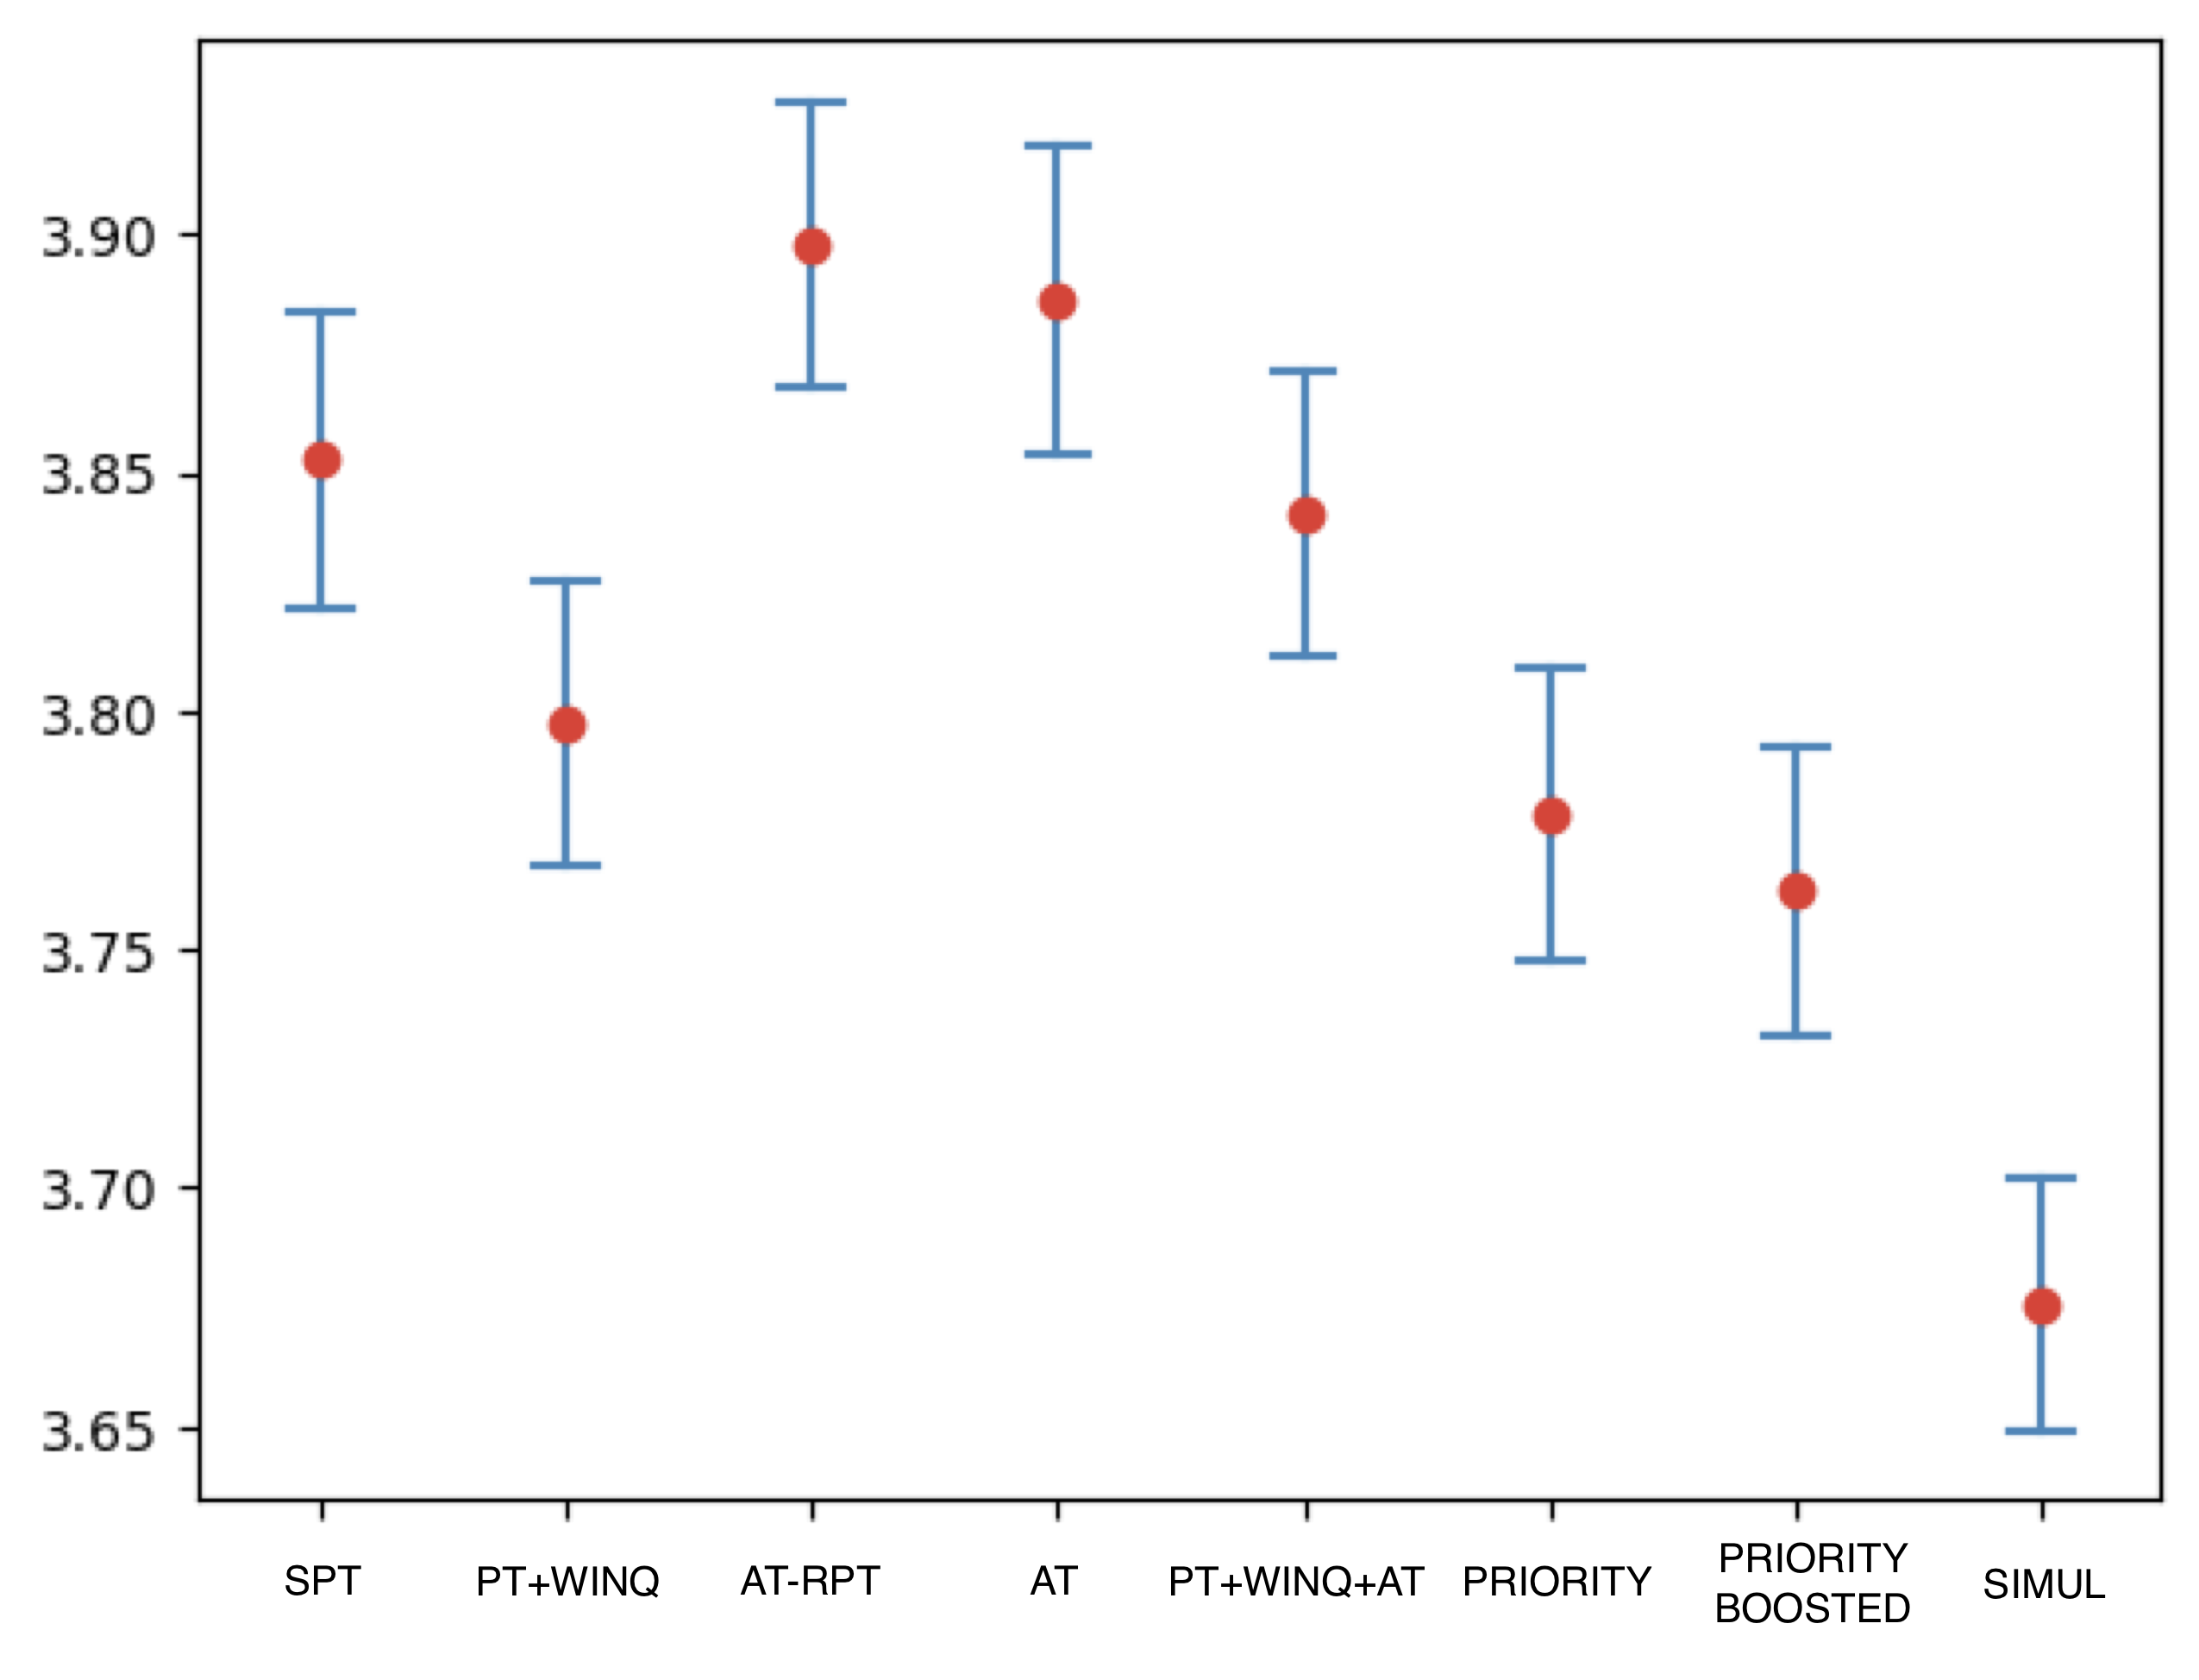 3.90
3.85
3.80
3.75
3.70
3.65
SPT
PT+WINQ
AT-RPT
AT
PT+WINQ+AT
PRIORITY
PRIORITY
BOOSTED
SIMUL